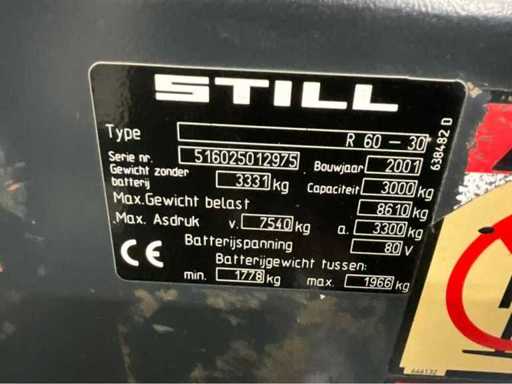 STILL
Type R 60 - 30
Serie nr. 516025012975 Bouwjaar 2001
Gewicht zonder batterij 3331 kg Capaciteit 3000 kg
Max. Gewicht belast 8610 kg
Max. Asdruk v. 7540 kg a. 3300 kg
Batterijspanning 80 V
Batterijgewicht tussen:
min. 1778 kg max. 1966 kg
CE
638482 D